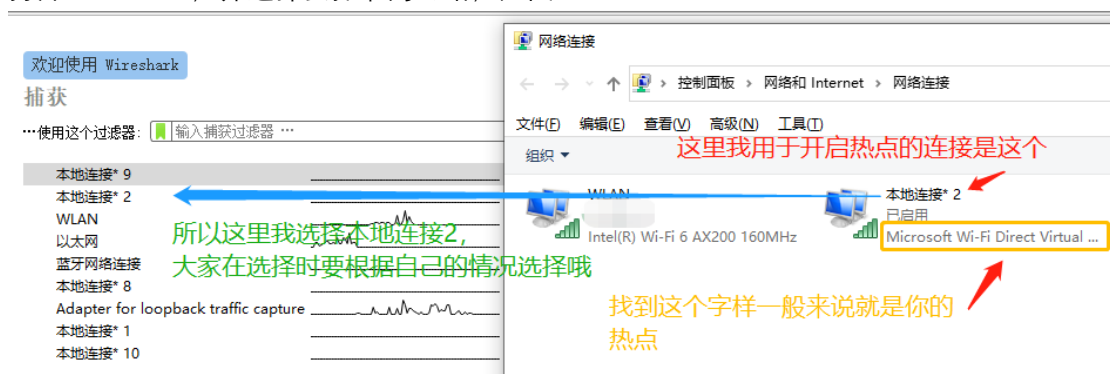 欢迎使用 Wireshark
捕获
…使用这个过滤器: 输入捕获过滤器 …
本地连接* 9
本地连接* 2
WLAN
以太网
蓝牙网络连接
本地连接* 8
Adapter for loopback traffic capture
本地连接* 1
本地连接* 10
所以这里我选择本地连接2,
大家在选择时要根据自己的情况选择哦
网络连接
控制面板 › 网络和 Internet › 网络连接
文件(F) 编辑(E) 查看(V) 高级(N) 工具(T)
组织
这里我用于开启热点的连接是这个
WLAN
Intel(R) Wi-Fi 6 AX200 160MHz
本地连接* 2
已启用
Microsoft Wi-Fi Direct Virtual ...
找到这个字样一般来说就是你的
热点